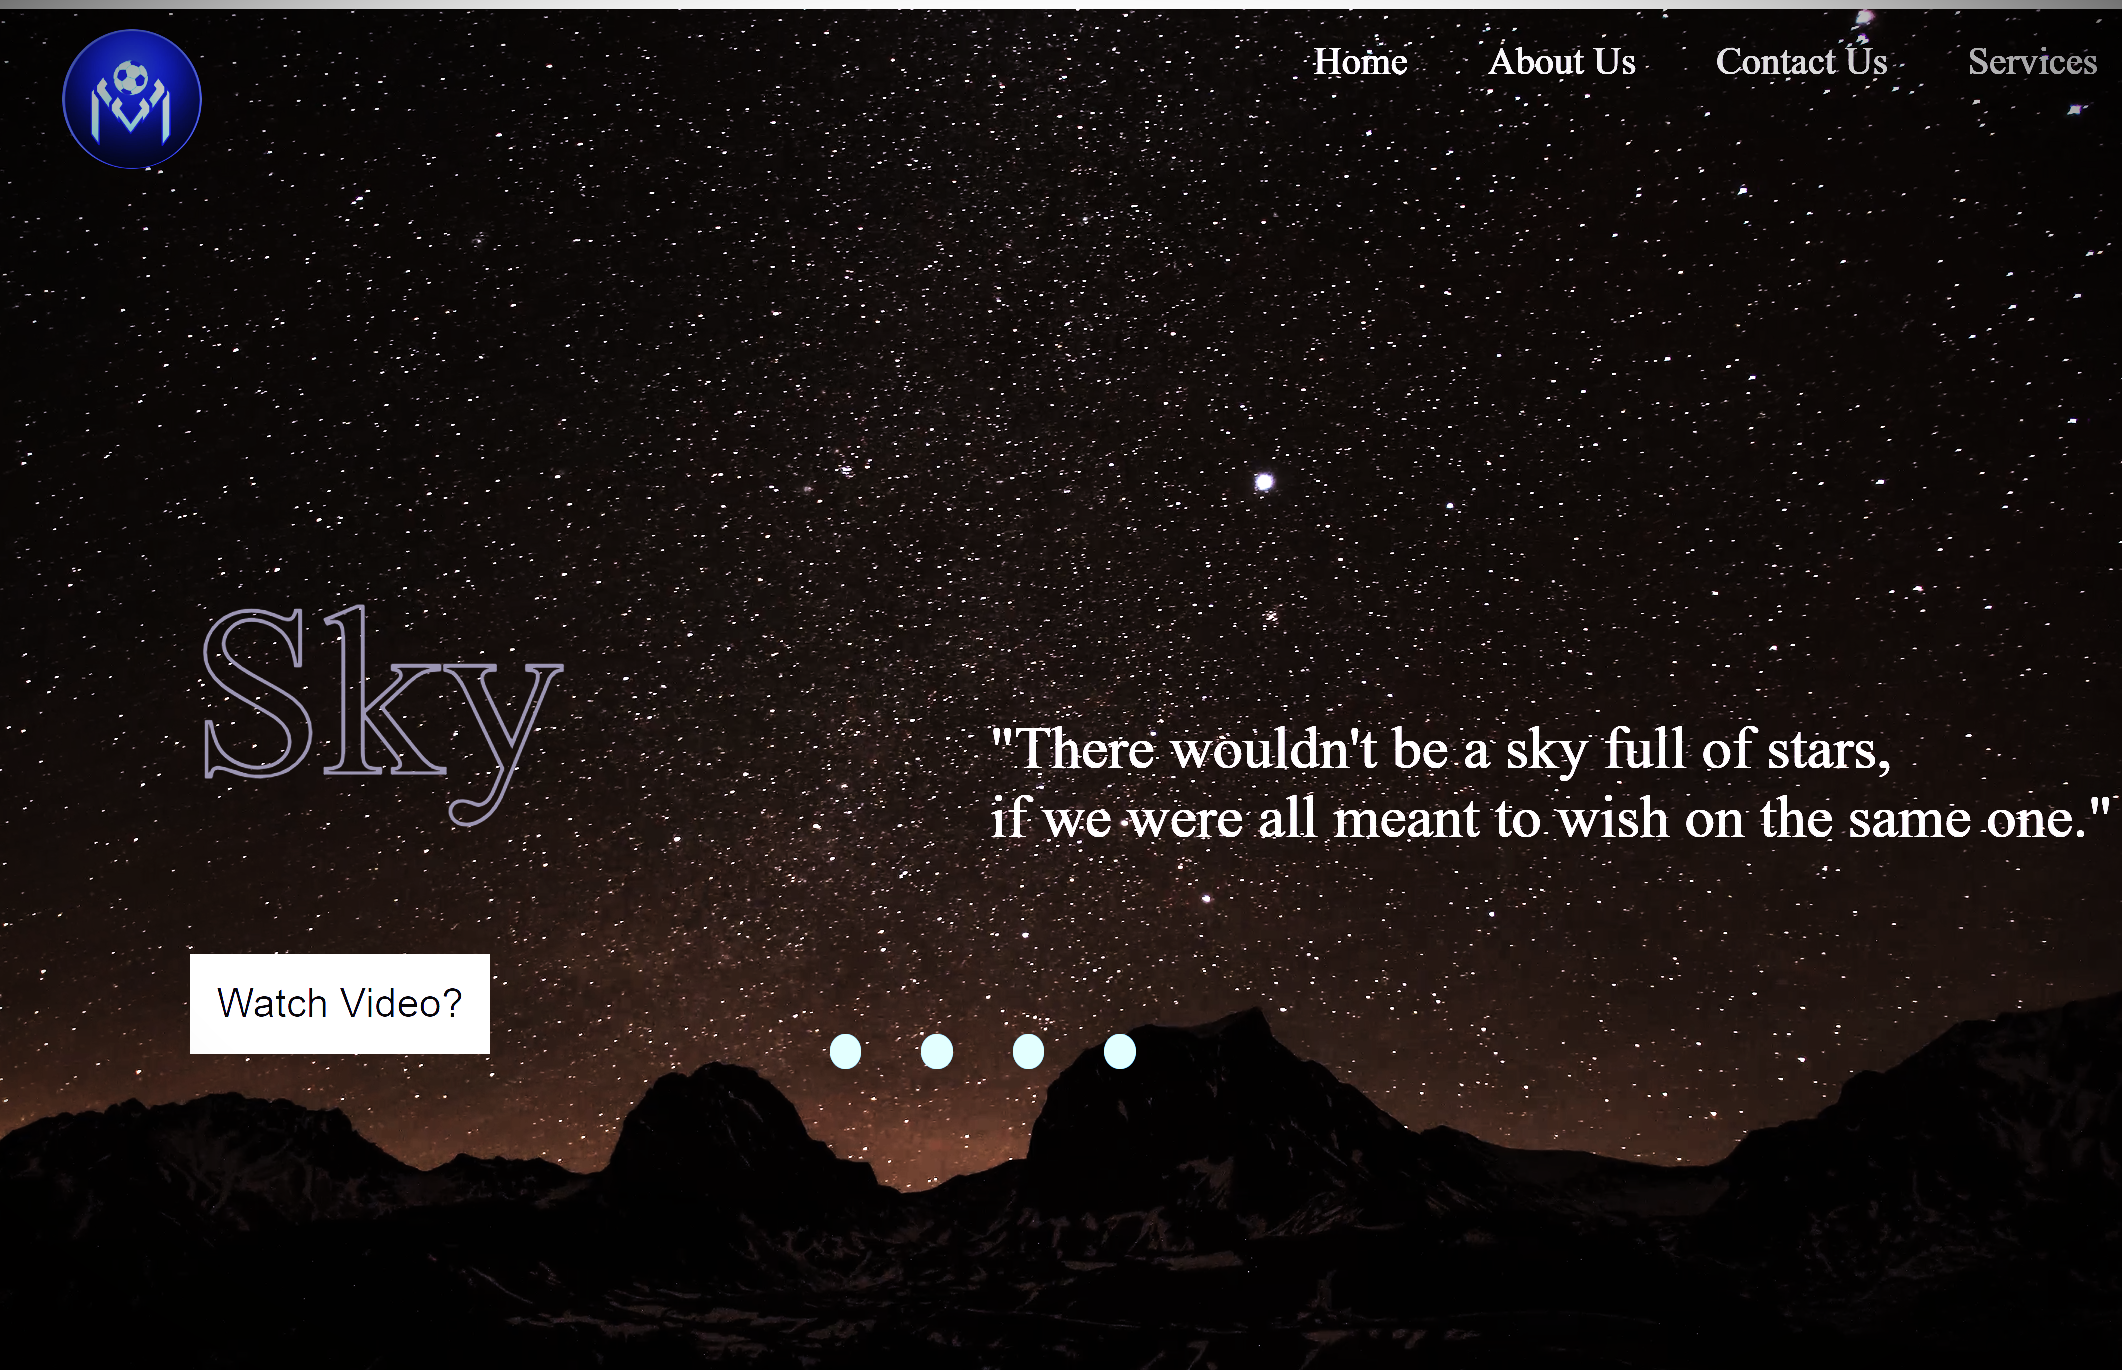 Home About Us Contact Us Services
Sky
"There wouldn't be a sky full of stars,
if we were all meant to wish on the same one."
Watch Video?